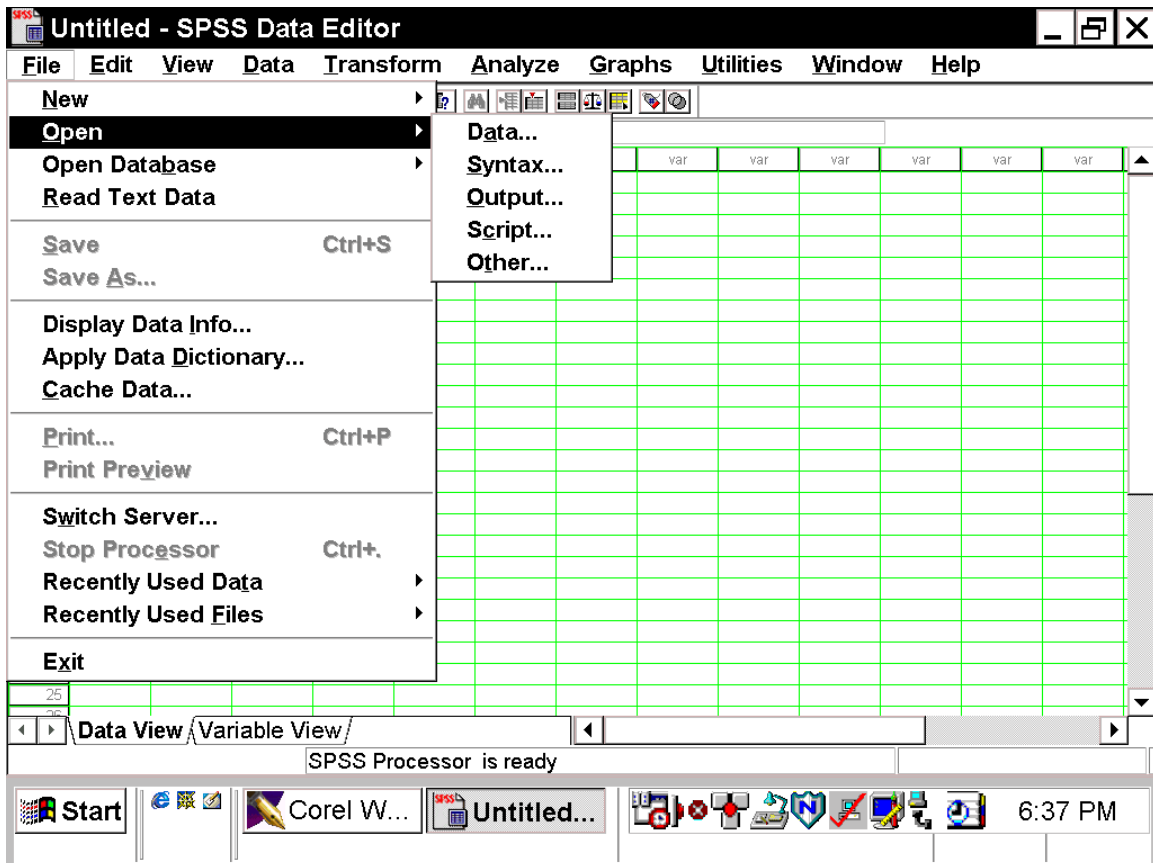 Untitled - SPSS Data Editor
File Edit View Data Transform Analyze Graphs Utilities Window Help
New
Open
Open Database
Read Text Data
Save Ctrl+S
Save As...
Display Data Info...
Apply Data Dictionary...
Cache Data...
Print... Ctrl+P
Print Preview
Switch Server...
Stop Processor Ctrl+.
Recently Used Data
Recently Used Files
Exit
Data...
Syntax...
Output...
Script...
Other...
var var var var var var
25
26
Data View Variable View
SPSS Processor is ready
Start Corel W... Untitled... 6:37 PM